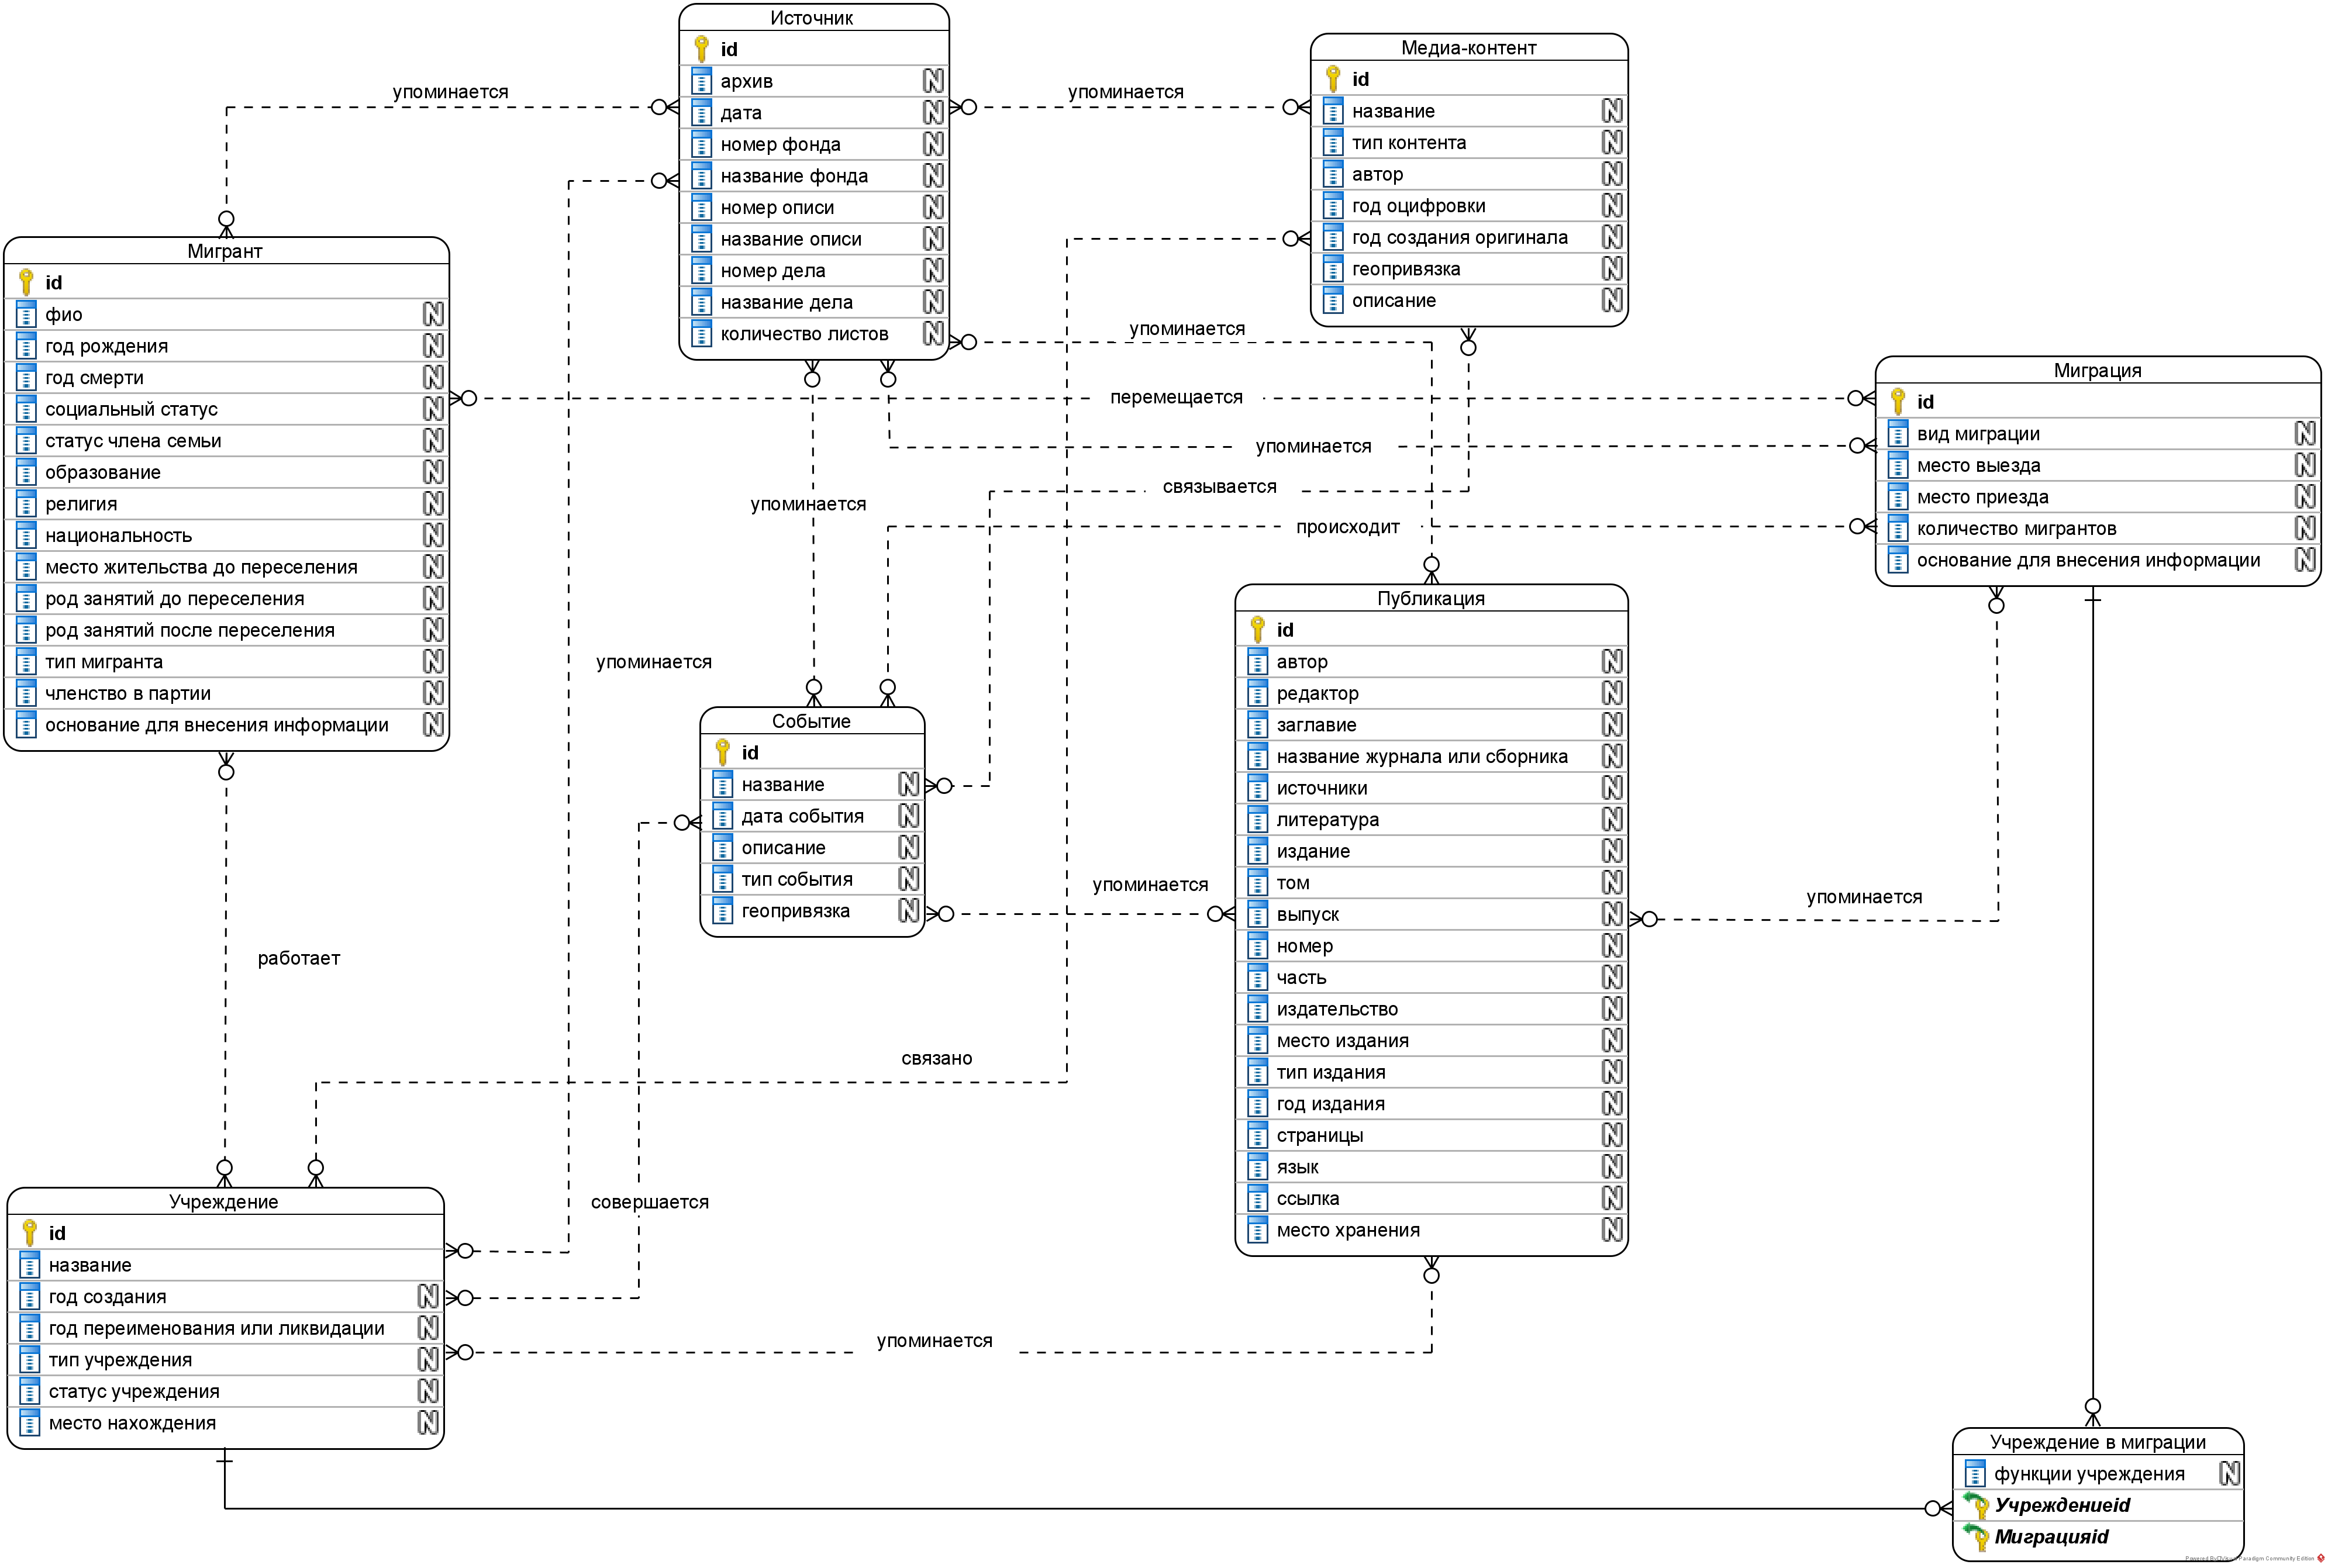 Источник
id
архив
дата
номер фонда
название фонда
номер описи
название описи
номер дела
название дела
количество листов
Медиа-контент
id
название
тип контента
автор
год оцифровки
год создания оригинала
геопривязка
описание
упоминается
упоминается
Мигрант
id
фио
год рождения
год смерти
социальный статус
статус члена семьи
образование
религия
национальность
место жительства до переселения
род занятий до переселения
род занятий после переселения
тип мигранта
членство в партии
основание для внесения информации
упоминается
перемещается
упоминается
связывается
упоминается
происходит
Миграция
id
вид миграции
место выезда
место приезда
количество мигрантов
основание для внесения информации
упоминается
Событие
id
название
дата события
описание
тип события
геопривязка
Публикация
id
автор
редактор
заглавие
название журнала или сборника
источники
литература
издание
том
выпуск
номер
часть
издательство
место издания
тип издания
год издания
страницы
язык
ссылка
место хранения
упоминается
упоминается
работает
связано
совершается
Учреждение
id
название
год создания
год переименования или ликвидации
тип учреждения
статус учреждения
место нахождения
упоминается
Учреждение в миграции
функции учреждения
Учреждениеid
Миграцияid